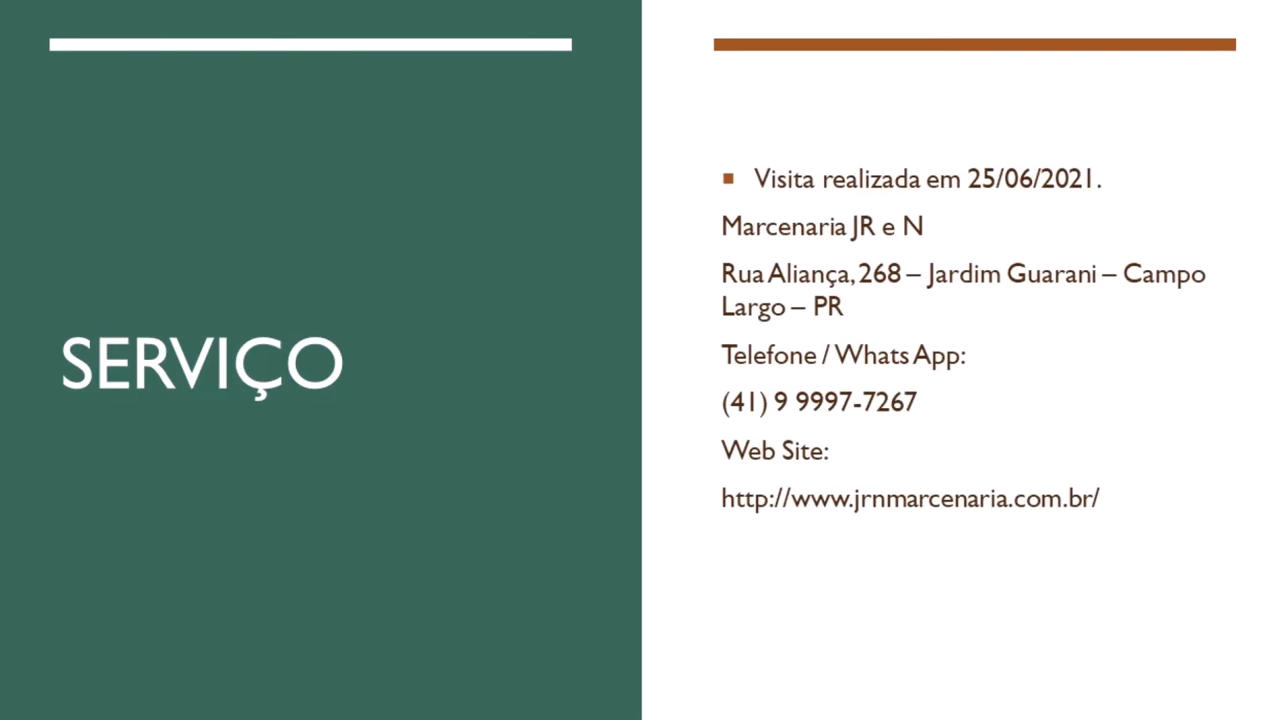 SERVIÇO
Visita realizada em 25/06/2021.
Marcenaria JR e N
Rua Aliança, 268 – Jardim Guarani – Campo
Largo – PR
Telefone / Whats App:
(41) 9 9997-7267
Web Site:
http://www.jrnmarcenaria.com.br/